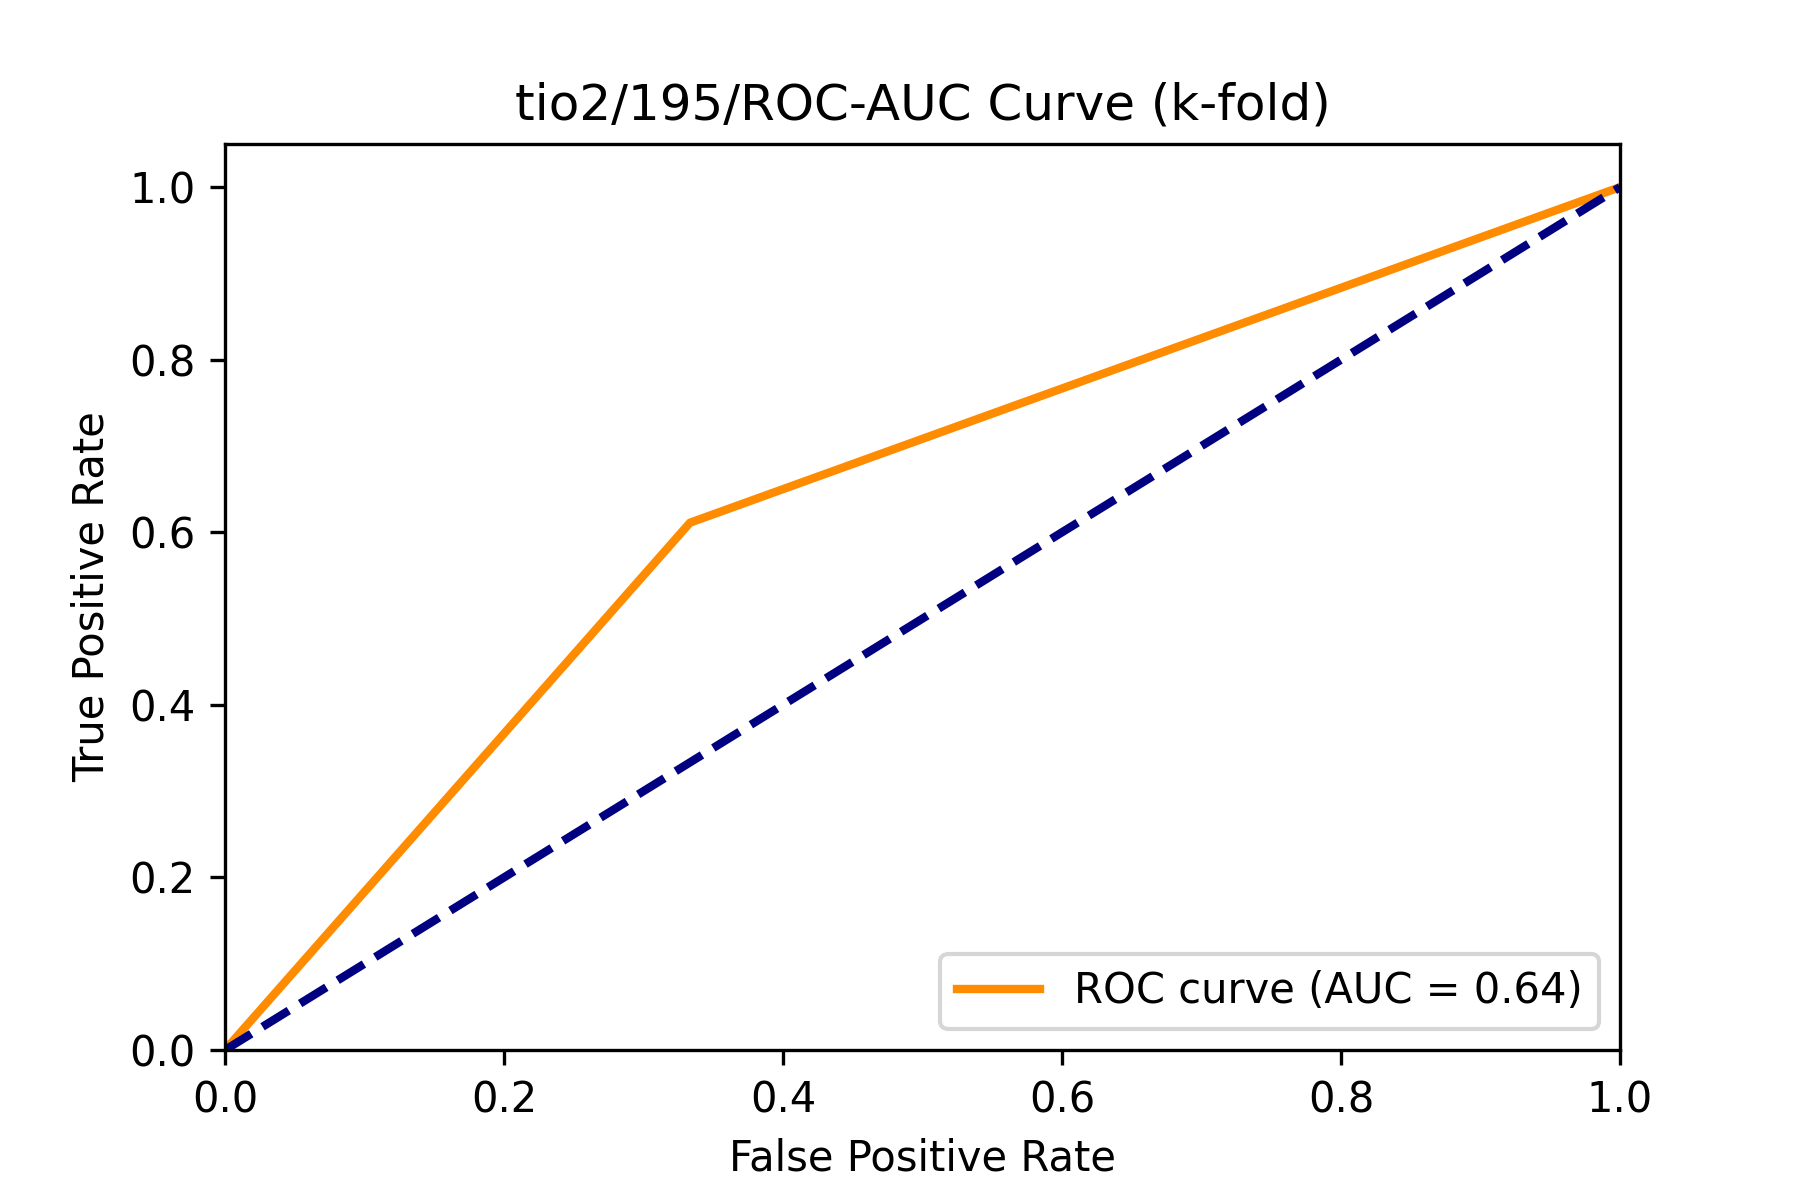 tio2/195/ROC-AUC Curve (k-fold)
True Positive Rate
1.0
0.8
0.6
0.4
0.2
0.0
0.0 0.2 0.4 0.6 0.8 1.0
False Positive Rate
ROC curve (AUC = 0.64)